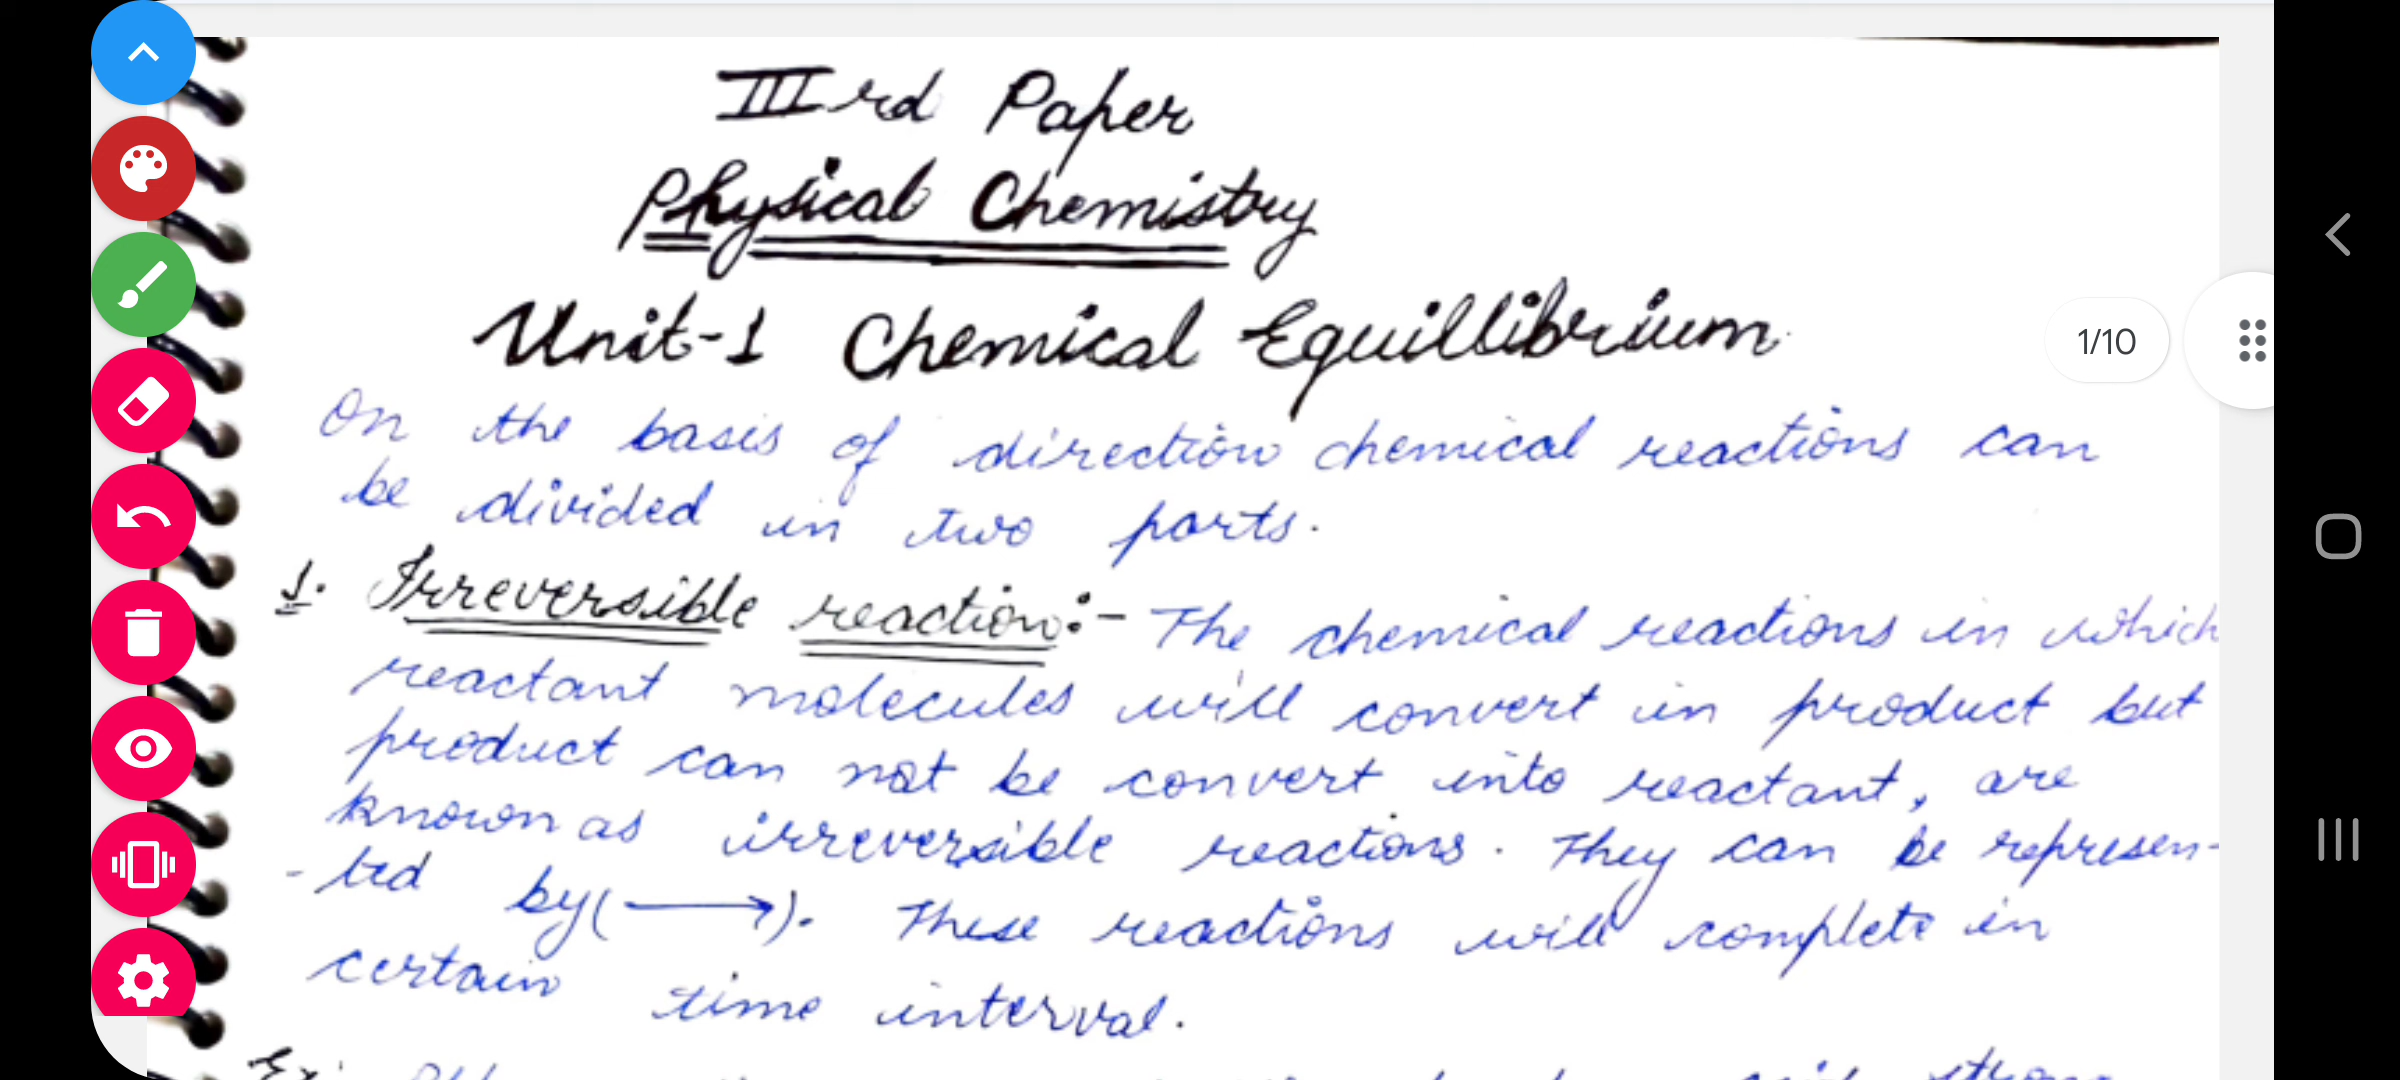 IIIrd Paper
Physical Chemistry
Unit-1 Chemical Equillibrium
1/10
On the basis of direction chemical reactions can
be divided in two parts.
1. Irreversible reaction:- The chemical reactions in which
reactant molecules will convert in product but
product can not be convert into reactant, are
known as irreversible reactions. They can be represen-
-ted by(⟶). These reactions will complete in
certain time interval.
Ex: